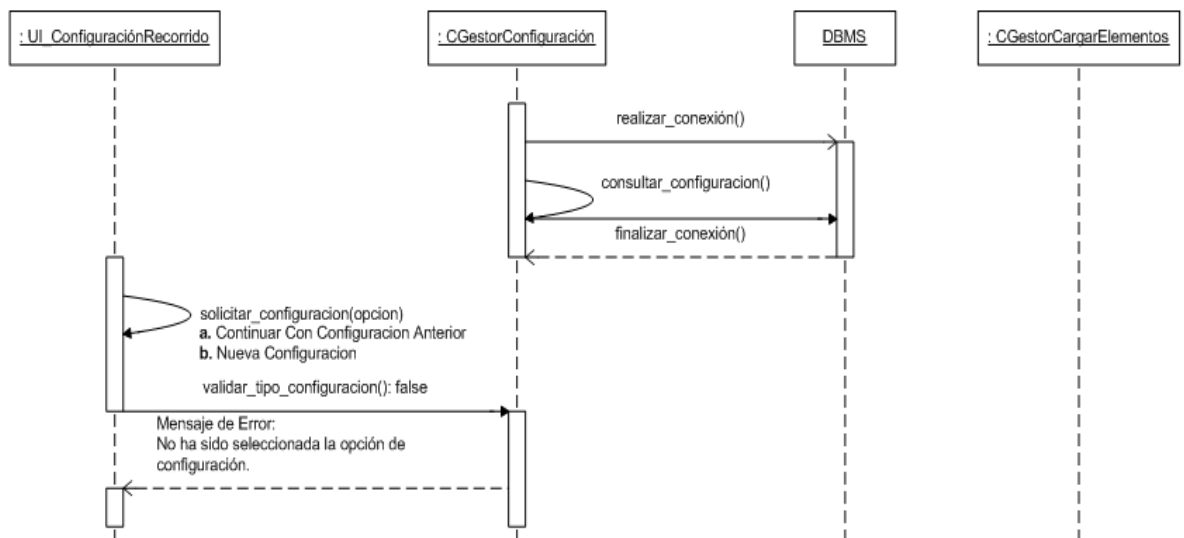 : UI_ConfiguraciónRecorrido
: CGestorConfiguración
DBMS
: CGestorCargarElementos
realizar_conexión()
consultar_configuracion()
finalizar_conexión()
solicitar_configuracion(opcion)
a. Continuar Con Configuracion Anterior
b. Nueva Configuracion
validar_tipo_configuracion(): false
Mensaje de Error:
No ha sido seleccionada la opción de
configuración.